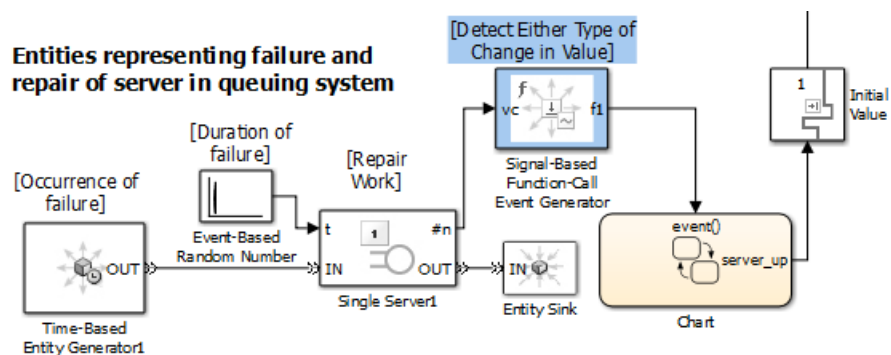 Entities representing failure and
repair of server in queuing system
[Detect Either Type of
Change in Value]
vc
f1
Signal-Based
Function-Call
Event Generator
1
Initial
Value
[Duration of
failure]
Event-Based
Random Number
[Repair
Work]
[Occurrence of
failure]
OUT
Time-Based
Entity Generator1
t
1
#n
IN
OUT
Single Server1
IN
Entity Sink
event()
server_up
Chart